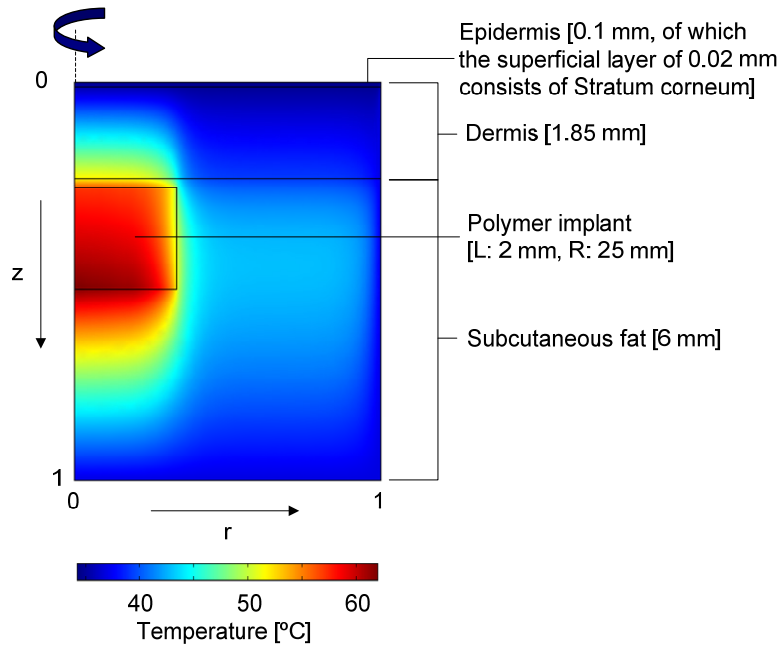 Epidermis [0.1 mm, of which
the superficial layer of 0.02 mm
consists of Stratum corneum]
0
Dermis [1.85 mm]
Polymer implant
[L: 2 mm, R: 25 mm]
z
Subcutaneous fat [6 mm]
1
0
1
r
40
50
60
Temperature [ºC]